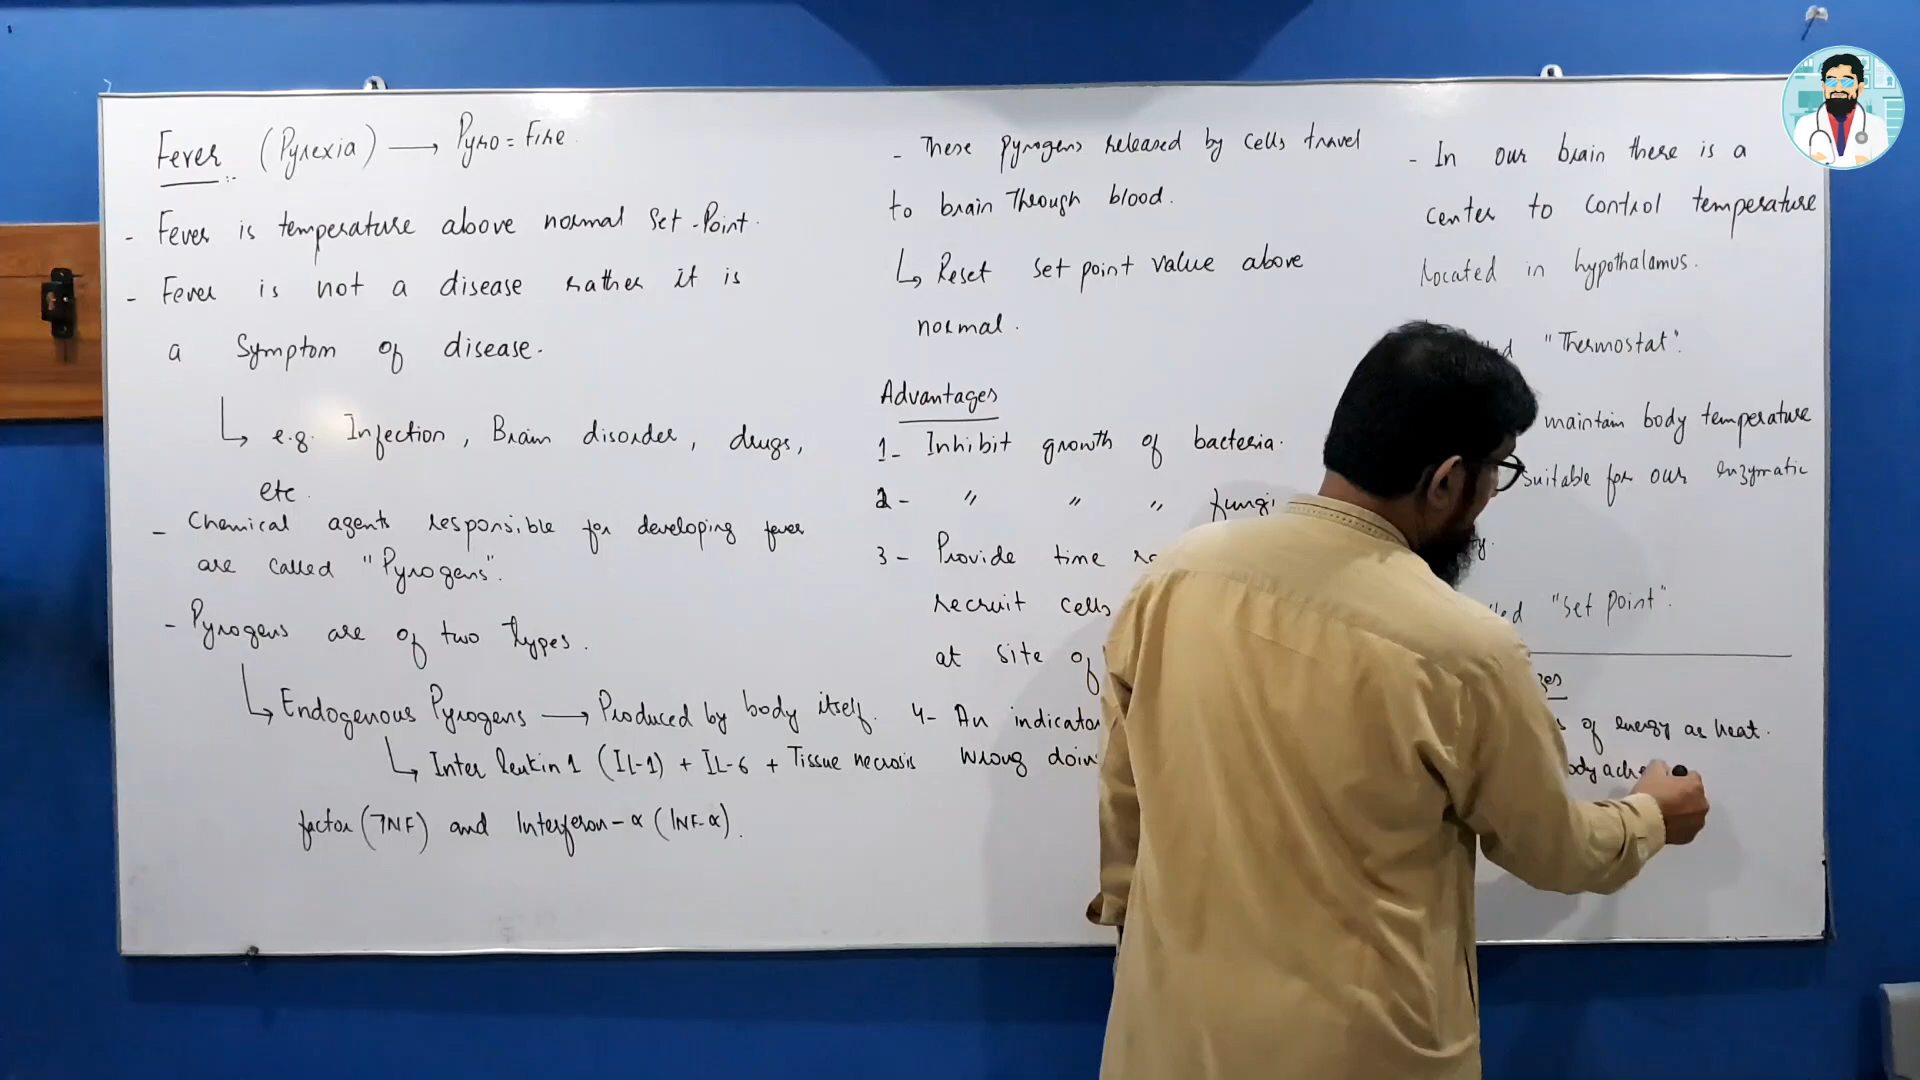 Fever (Pyrexia) → Pyro = Fire
- Fever is temperature above normal Set-Point.
- Fever is not a disease rather it is
a Symptom of disease.
↳ e.g. Infection, Brain disorder, drugs,
etc.
- Chemical agents responsible for developing fever
are called "Pyrogens".
- Pyrogens are of two types.
↳ Endogenous Pyrogens → Produced by body itself.
↳ Inter leukin 1 (IL-1) + IL-6 + Tissue necrosis
factor (TNF) and Interferon-α (INF-α).
- These pyrogens released by cells travel
to brain through blood.
↳ Reset set point value above
normal.
Advantages
1- Inhibit growth of bacteria.
2- " " " fungi
3- Provide time
recruit cells
at site of
4- An indicator
wrong
- In our brain there is a
center to control temperature
located in hypothalamus.
"Thermostat".
maintain body temperature
suitable for our enzymatic
"set point".
of energy as heat.